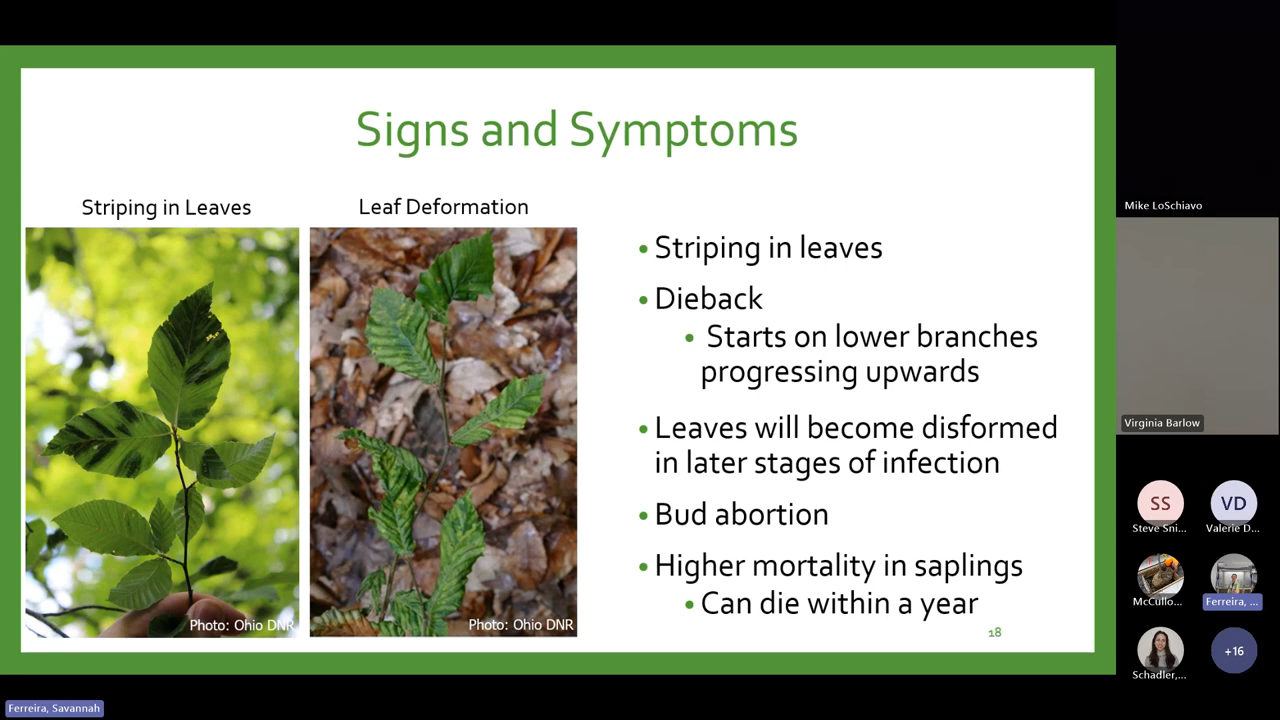 Signs and Symptoms
Striping in Leaves
Leaf Deformation
Photo: Ohio DNR
Photo: Ohio DNR
• Striping in leaves
• Dieback
• Starts on lower branches
progressing upwards
• Leaves will become disformed
in later stages of infection
• Bud abortion
• Higher mortality in saplings
• Can die within a year
18
Mike LoSchiavo
Virginia Barlow
SS
Steve Sni...
VD
Valerie D...
McCullo...
Ferreira, ...
Schadler,...
+16
Ferreira, Savannah